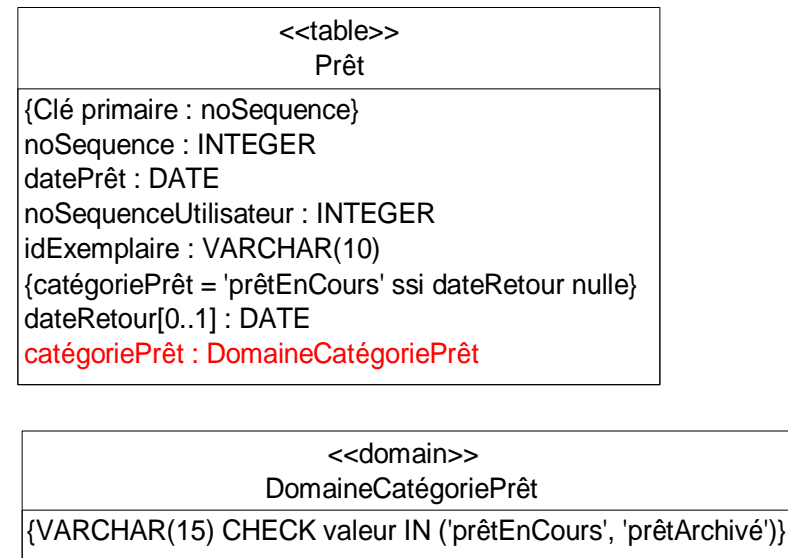 <<table>>
Prêt
{Clé primaire : noSequence}
noSequence : INTEGER
datePrêt : DATE
noSequenceUtilisateur : INTEGER
idExemplaire : VARCHAR(10)
{catégoriePrêt = 'prêtEnCours' ssi dateRetour nulle}
dateRetour[0..1] : DATE
catégoriePrêt : DomaineCatégoriePrêt
<<domain>>
DomaineCatégoriePrêt
{VARCHAR(15) CHECK valeur IN ('prêtEnCours', 'prêtArchivé')}